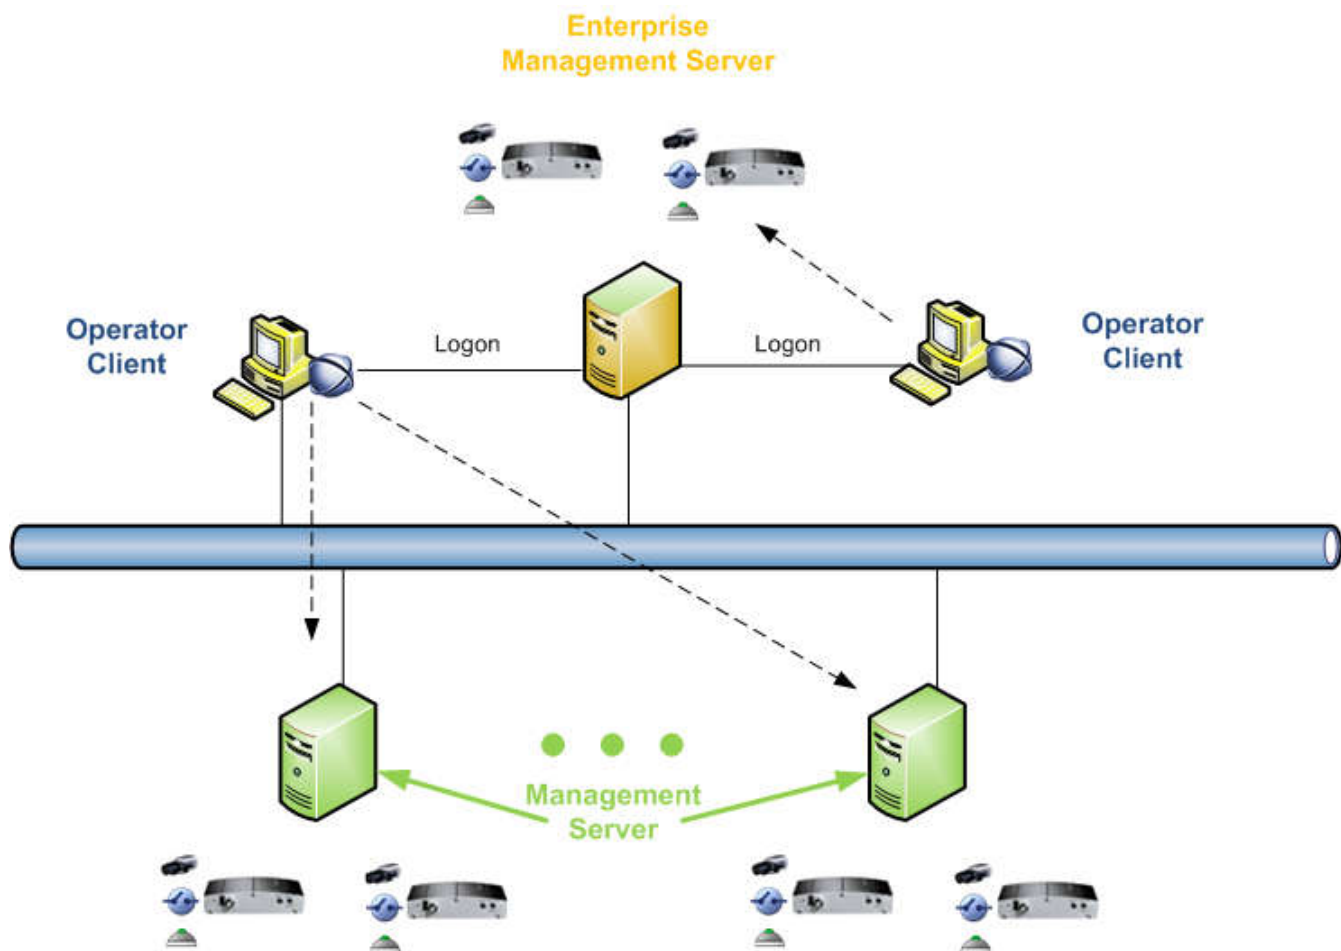 Enterprise
Management Server
Operator
Client
Logon
Logon
Operator
Client
Management
Server